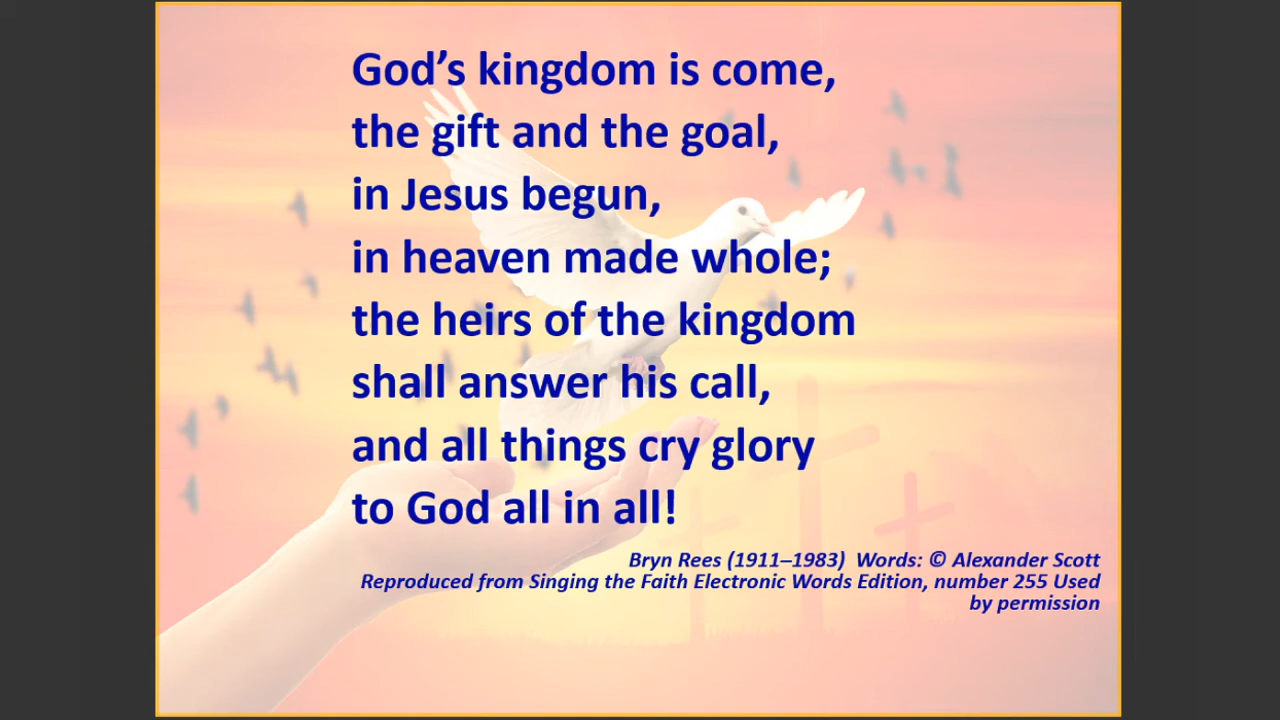 God’s kingdom is come,
the gift and the goal,
in Jesus begun,
in heaven made whole;
the heirs of the kingdom
shall answer his call,
and all things cry glory
to God all in all!
Bryn Rees (1911–1983)  Words: © Alexander Scott
Reproduced from Singing the Faith Electronic Words Edition, number 255 Used
by permission